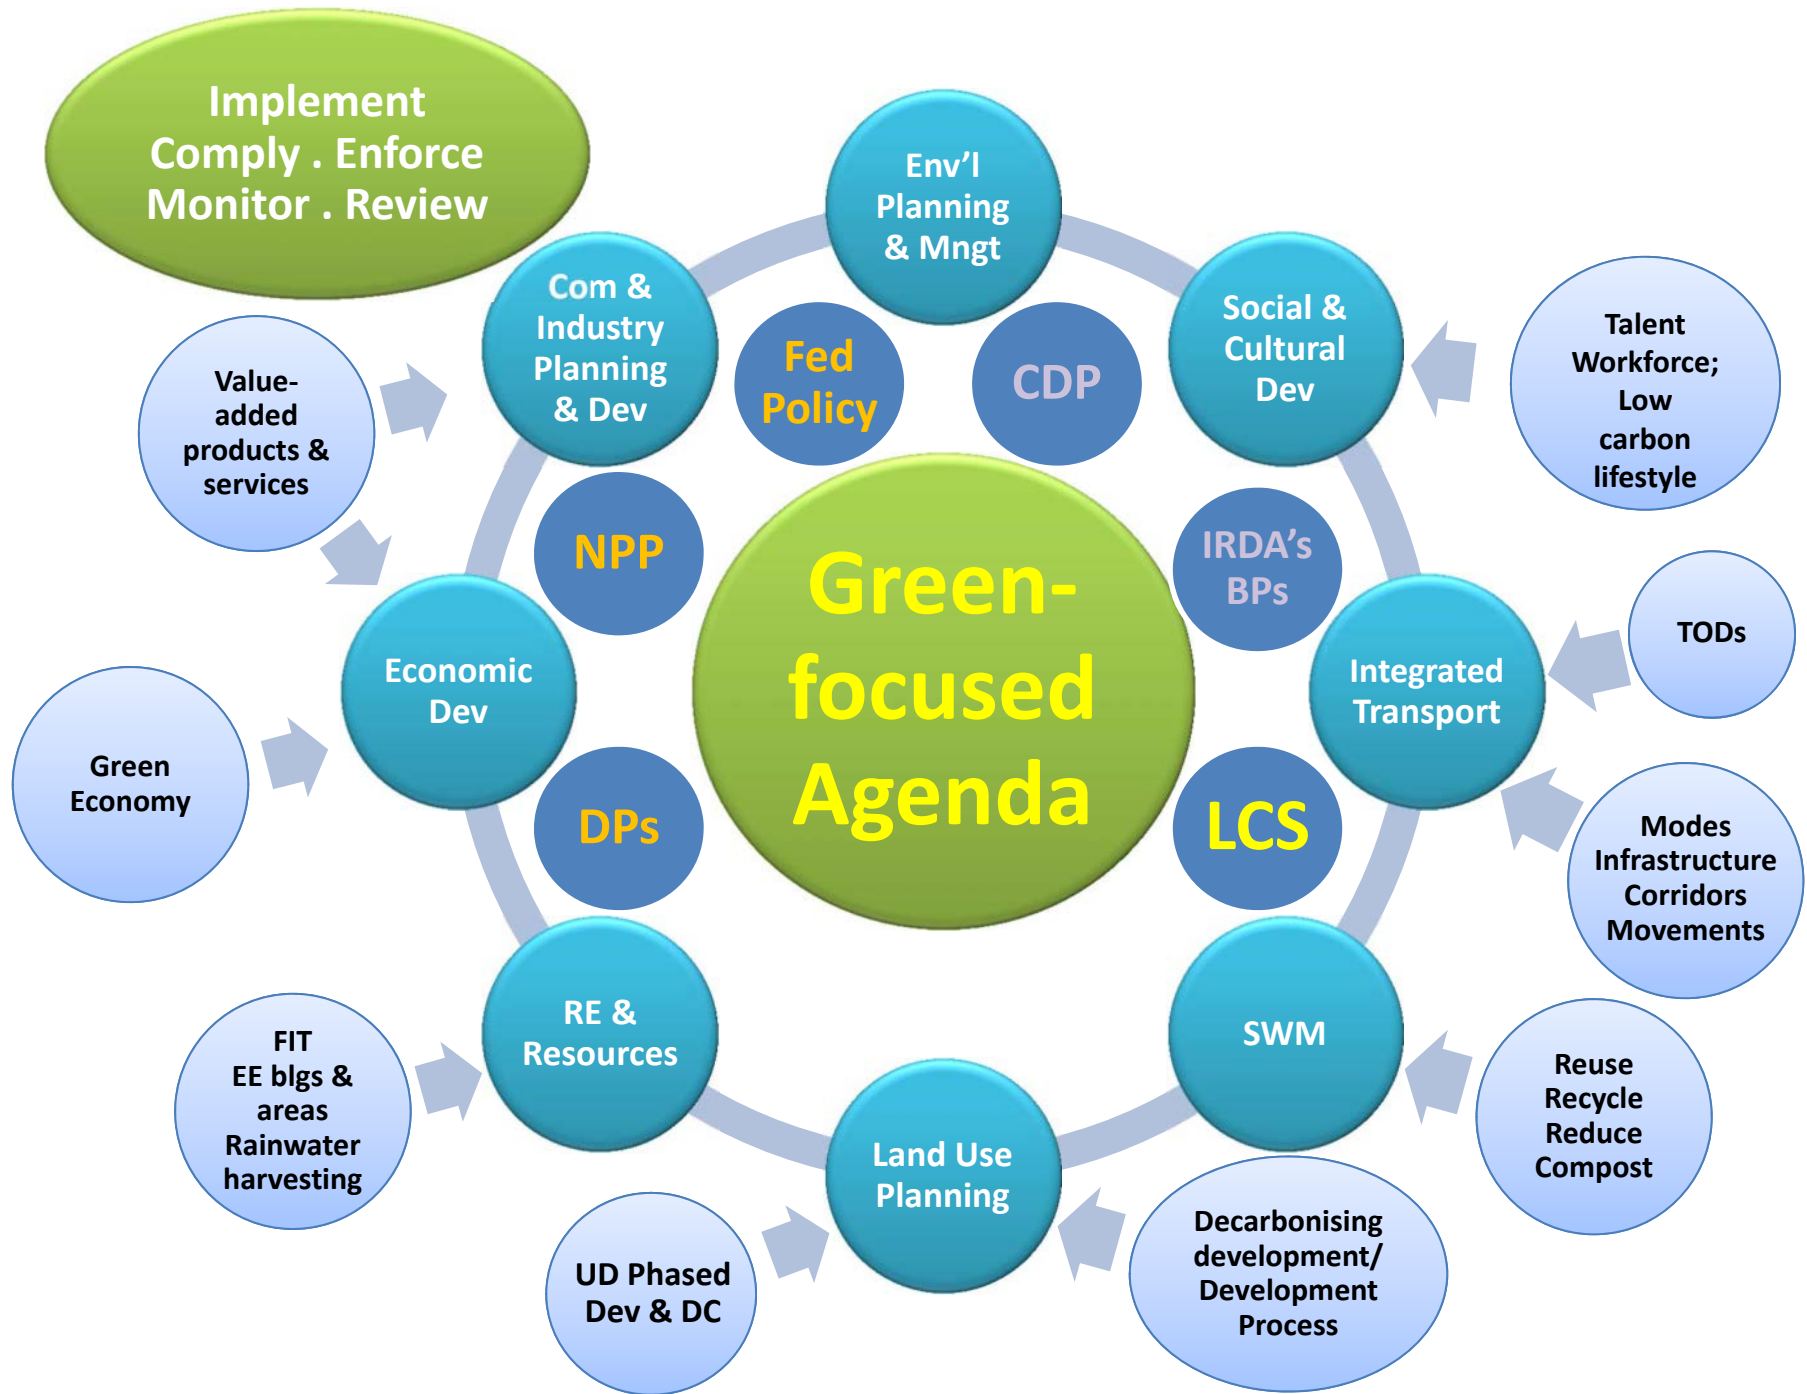 Implement
Comply . Enforce
Monitor . Review
Env’l
Planning
& Mngt
Com &
Industry
Planning
& Dev
Social &
Cultural
Dev
Talent
Workforce;
Low
carbon
lifestyle
Value-
added
products &
services
Fed
Policy
CDP
NPP
IRDA’s
BPs
Green-
focused
Agenda
Economic
Dev
Integrated
Transport
TODs
Green
Economy
DPs
LCS
Modes
Infrastructure
Corridors
Movements
RE &
Resources
SWM
FIT
EE blgs &
areas
Rainwater
harvesting
Reuse
Recycle
Reduce
Compost
Land Use
Planning
UD Phased
Dev & DC
Decarbonising
development/
Development
Process